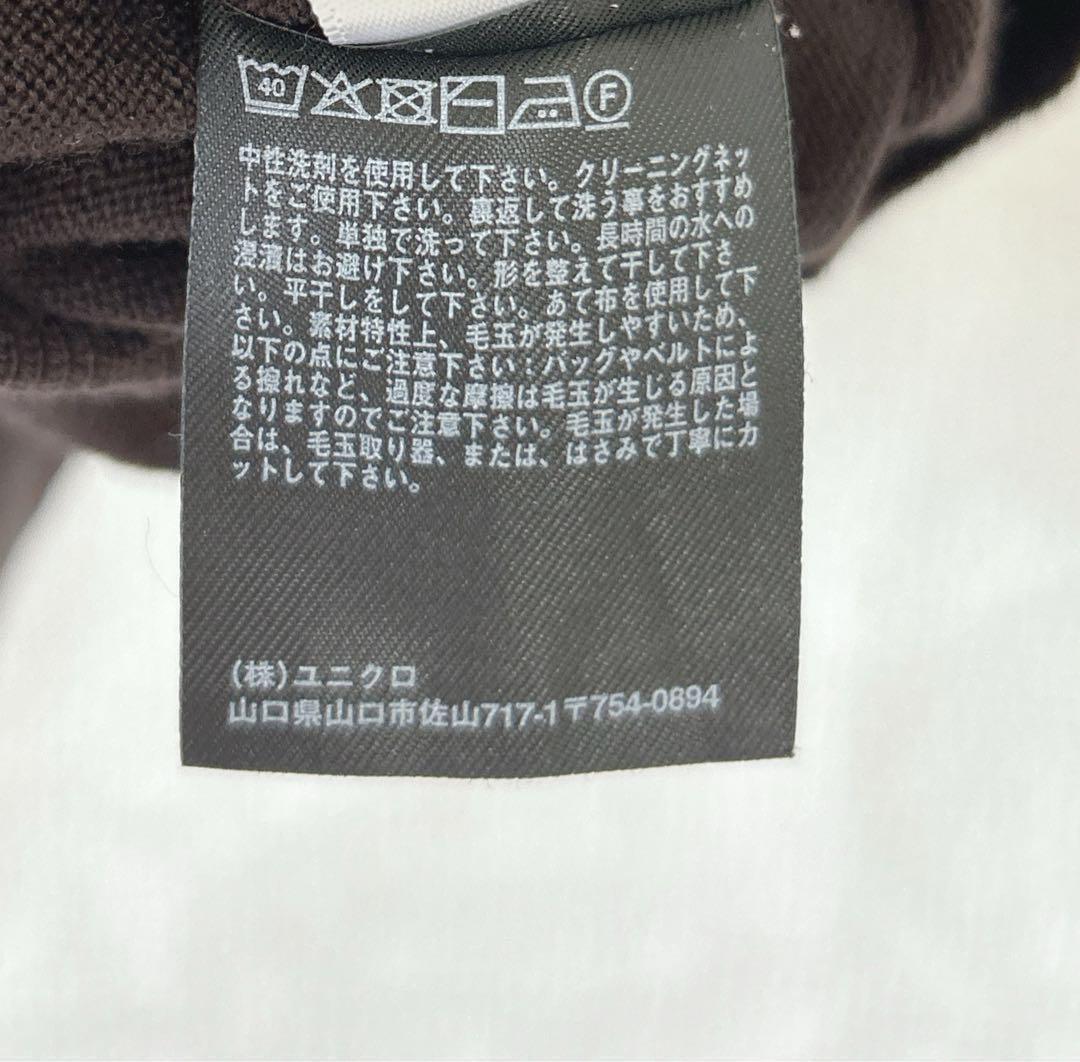 40 F
中性洗剤を使用して下さい。クリーニングネッ
トをご使用下さい。裏返して洗う事をおすすめ
します。単独で洗って下さい。長時間の水への
浸漬はお避け下さい。形を整えて干して下さ
い。平干しをして下さい。あて布を使用して下
さい。素材特性上、毛玉が発生しやすいため、
以下の点にご注意下さい:バッグやベルトによ
る擦れなど、過度な摩擦は毛玉が生じる原因と
なりますのでご注意下さい。毛玉が発生した場
合は、毛玉取り器、または、はさみで丁寧にカ
ットして下さい。
(株)ユニクロ
山口県山口市佐山717-1〒754-0894